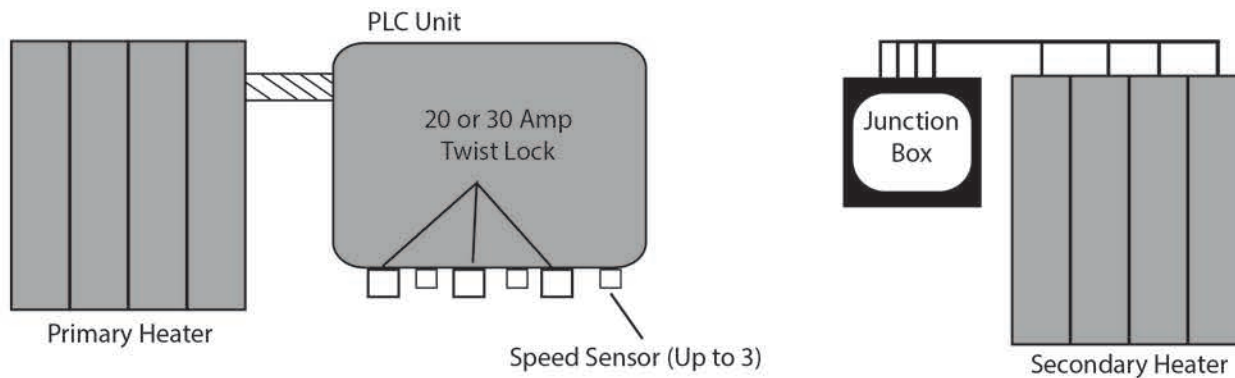 PLC Unit
20 or 30 Amp
Twist Lock
Primary Heater
Speed Sensor (Up to 3)
Junction
Box
Secondary Heater